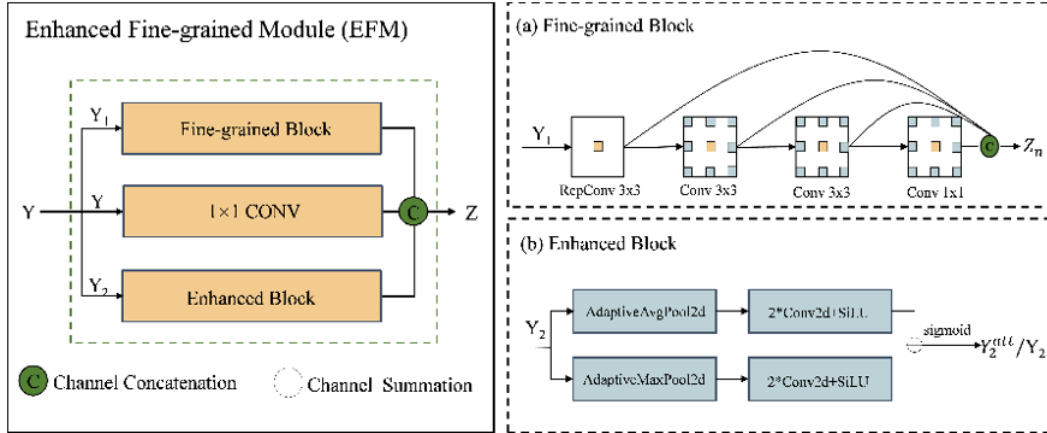 Enhanced Fine-grained Module (EFM)
Y₁
Fine-grained Block
Y
Y
1×1 CONV
C
Z
Y₂
Enhanced Block
C Channel Concatenation
Channel Summation
(a) Fine-grained Block
Y₁
C
Zₙ
RepConv 3x3
Conv 3x3
Conv 3x3
Conv 1x1
(b) Enhanced Block
Y₂
AdaptiveAvgPool2d
2*Conv2d+SiLU
sigmoid
Y₂ᵃˡˡ/Y₂
AdaptiveMaxPool2d
2*Conv2d+SiLU